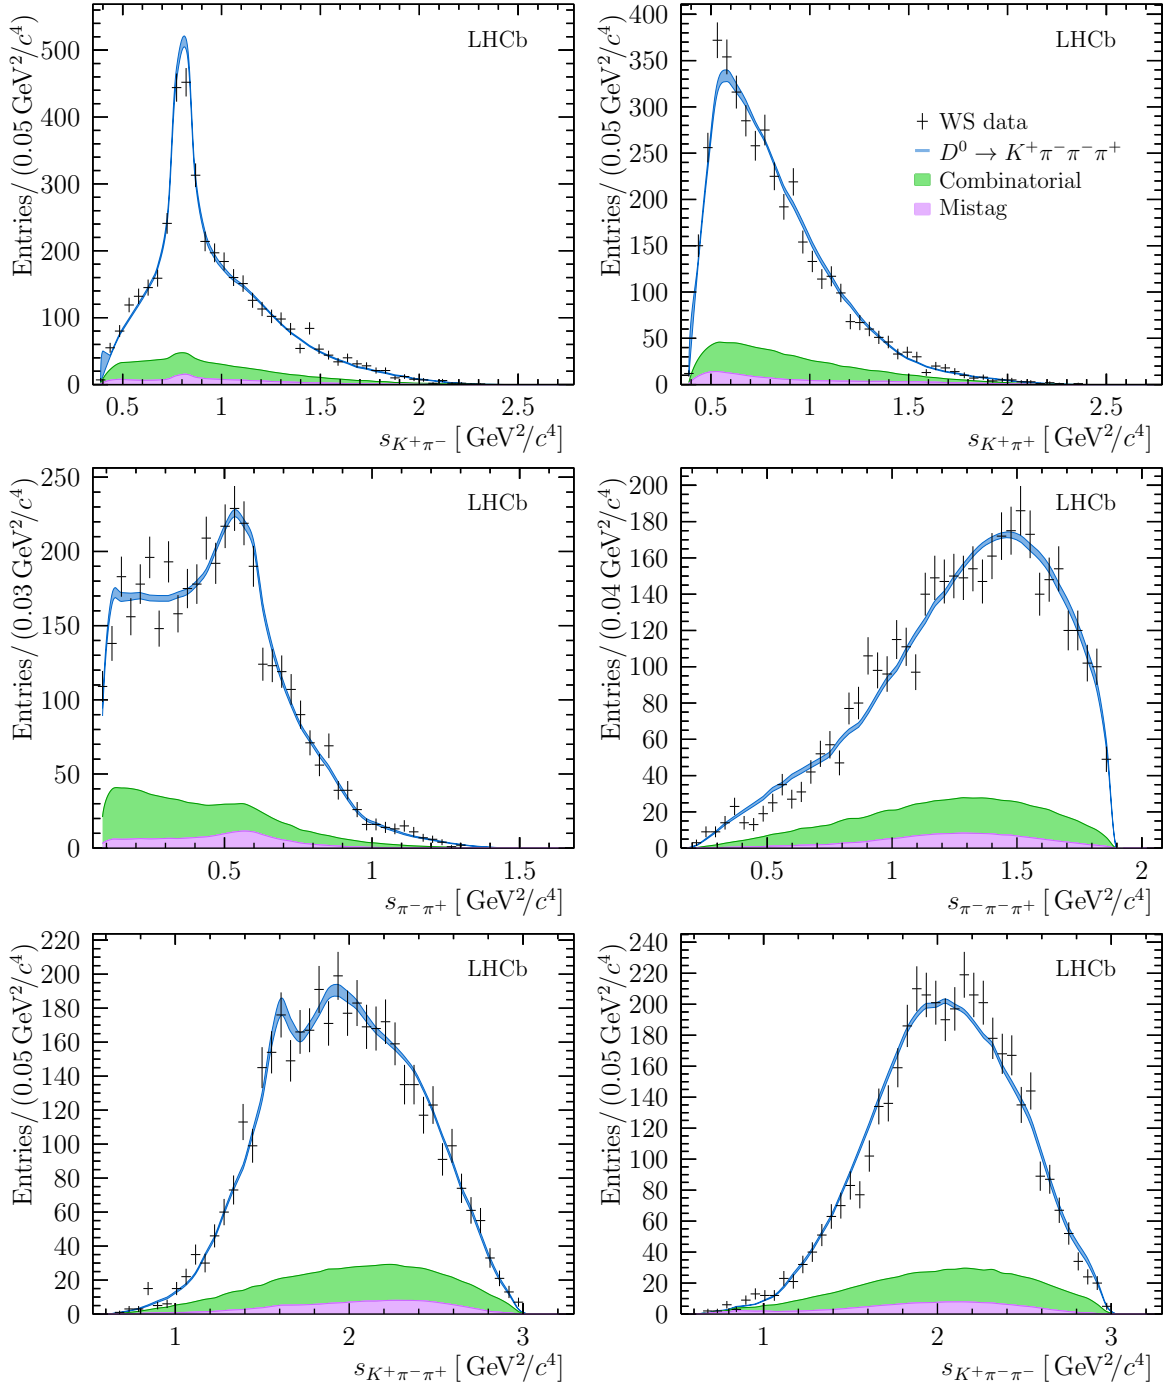 LHCb
Entries/ (0.05 GeV²/c⁴)
500
400
300
200
100
0
0.5 1 1.5 2 2.5
s_{K⁺π⁻} [ GeV²/c⁴]
LHCb
Entries/ (0.05 GeV²/c⁴)
400
350
300
250
200
150
100
50
0
WS data
D⁰ → K⁺π⁻π⁻π⁺
Combinatorial
Mistag
0.5 1 1.5 2 2.5
s_{K⁺π⁺} [ GeV²/c⁴]
LHCb
Entries/ (0.03 GeV²/c⁴)
250
200
150
100
50
0
0.5 1 1.5
s_{π⁻π⁺} [ GeV²/c⁴]
LHCb
Entries/ (0.04 GeV²/c⁴)
200
180
160
140
120
100
80
60
40
20
0
0.5 1 1.5 2
s_{π⁻π⁻π⁺} [ GeV²/c⁴]
LHCb
Entries/ (0.05 GeV²/c⁴)
220
200
180
160
140
120
100
80
60
40
20
0
1 2 3
s_{K⁺π⁻π⁺} [ GeV²/c⁴]
LHCb
Entries/ (0.05 GeV²/c⁴)
240
220
200
180
160
140
120
100
80
60
40
20
0
1 2 3
s_{K⁺π⁻π⁻} [ GeV²/c⁴]